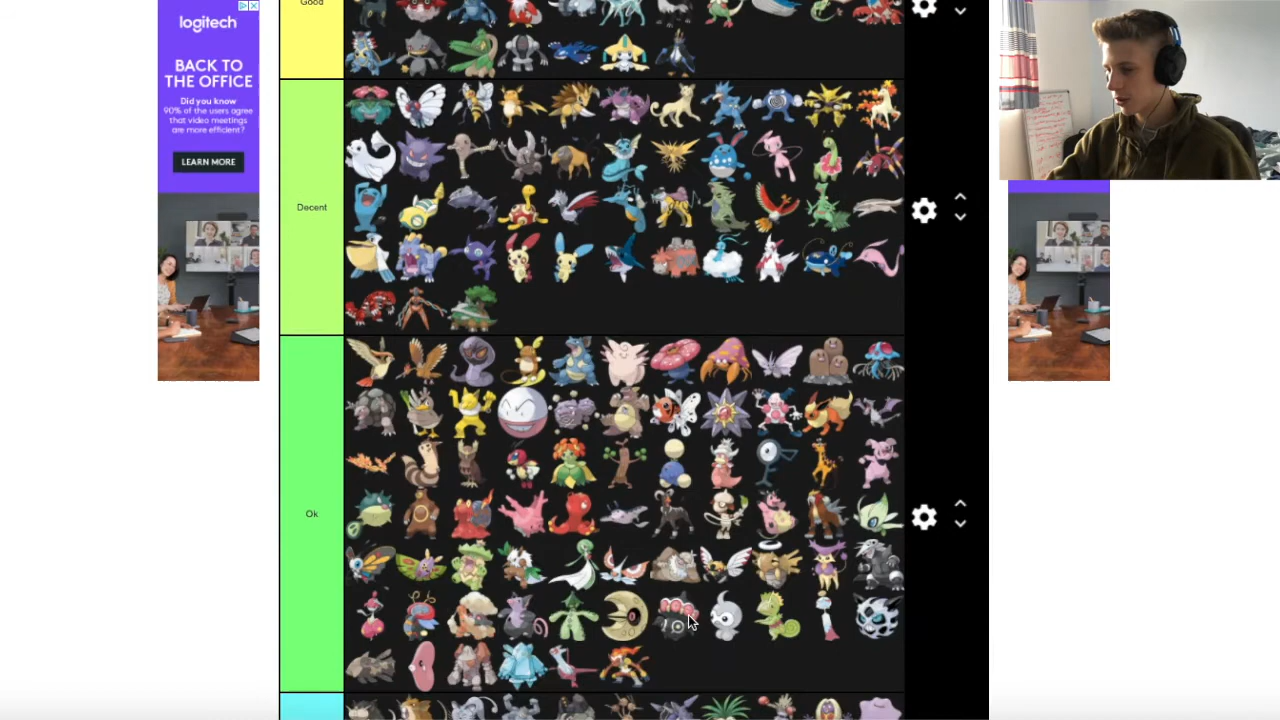 Good
logitech
BACK TO
THE OFFICE
Did you know
90% of the users agree
that video meetings
are more efficient?
LEARN MORE
Decent
Ok